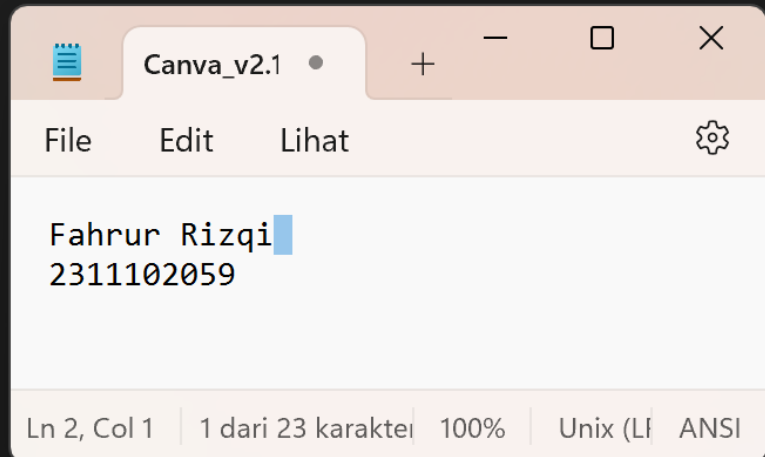 Canva_v2.1
File Edit Lihat
Fahrur Rizqi
2311102059
Ln 2, Col 1 1 dari 23 karakter 100% Unix (LF ANSI